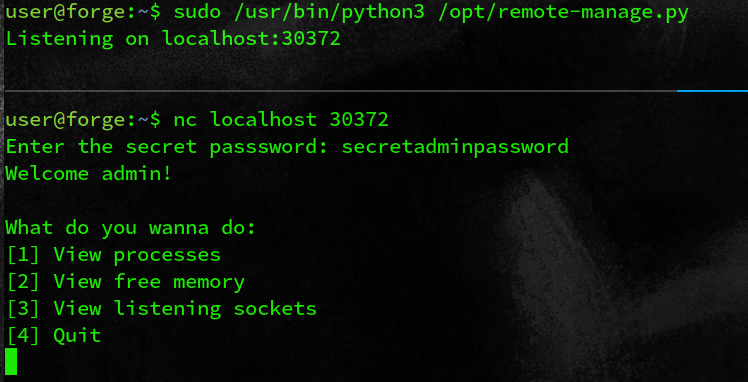 user@forge:~$ sudo /usr/bin/python3 /opt/remote-manage.py
Listening on localhost:30372
user@forge:~$ nc localhost 30372
Enter the secret passsword: secretadminpassword
Welcome admin!
What do you wanna do:
[1] View processes
[2] View free memory
[3] View listening sockets
[4] Quit